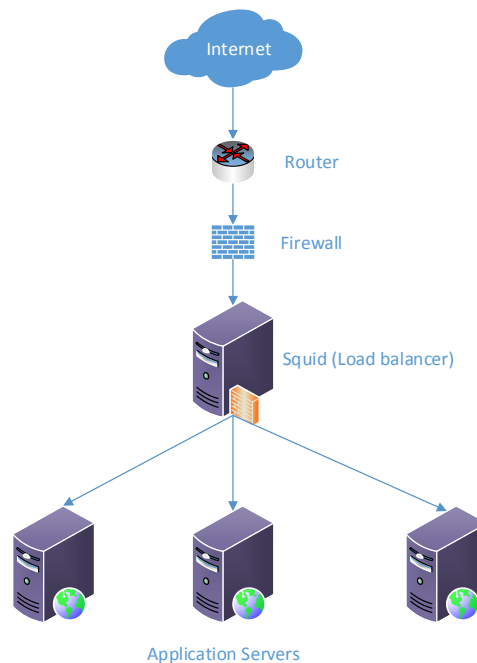 Internet
Router
Firewall
Squid (Load balancer)
Application Servers